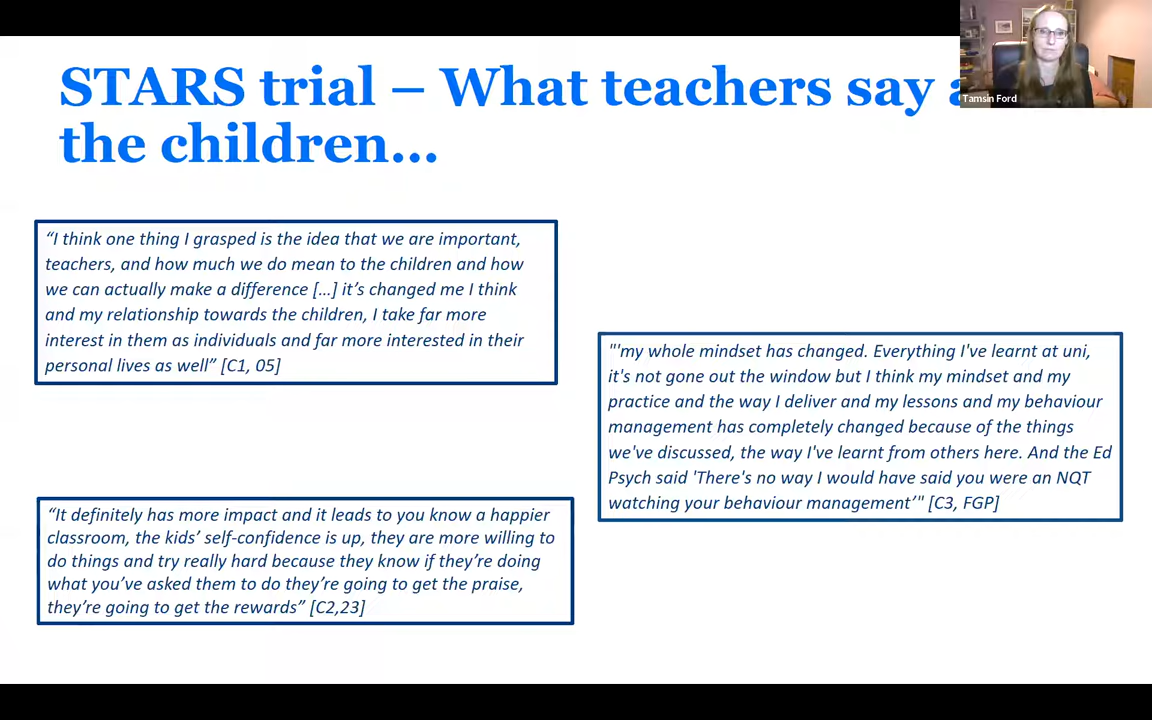 STARS trial – What teachers say
the children...
Tamsin Ford
“I think one thing I grasped is the idea that we are important,
teachers, and how much we do mean to the children and how
we can actually make a difference [...] it’s changed me I think
and my relationship towards the children, I take far more
interest in them as individuals and far more interested in their
personal lives as well” [C1, 05]
"'my whole mindset has changed. Everything I've learnt at uni,
it's not gone out the window but I think my mindset and my
practice and the way I deliver and my lessons and my behaviour
management has completely changed because of the things
we've discussed, the way I've learnt from others here. And the Ed
Psych said 'There's no way I would have said you were an NQT
watching your behaviour management’" [C3, FGP]
“It definitely has more impact and it leads to you know a happier
classroom, the kids’ self-confidence is up, they are more willing to
do things and try really hard because they know if they’re doing
what you’ve asked them to do they’re going to get the praise,
they’re going to get the rewards” [C2,23]